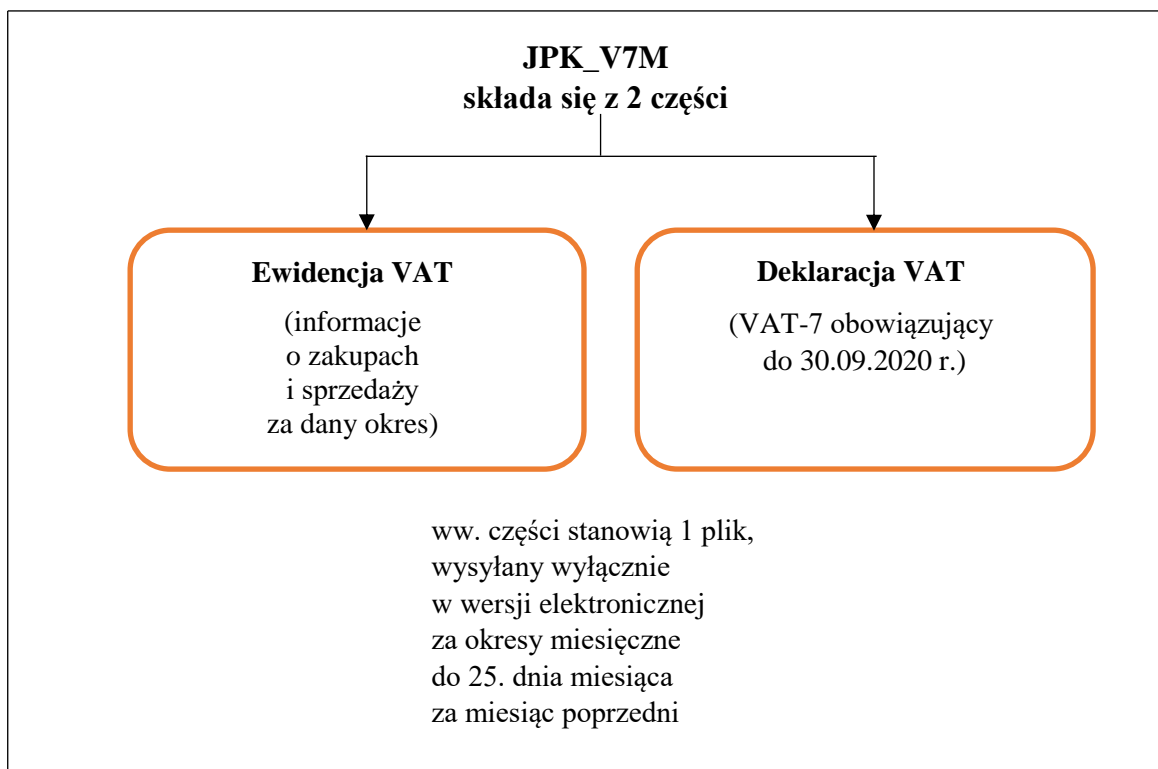 JPK_V7M
składa się z 2 części
Ewidencja VAT
(informacje
o zakupach
i sprzedaży
za dany okres)
Deklaracja VAT
(VAT-7 obowiązujący
do 30.09.2020 r.)
ww. części stanowią 1 plik,
wysyłany wyłącznie
w wersji elektronicznej
za okresy miesięczne
do 25. dnia miesiąca
za miesiąc poprzedni